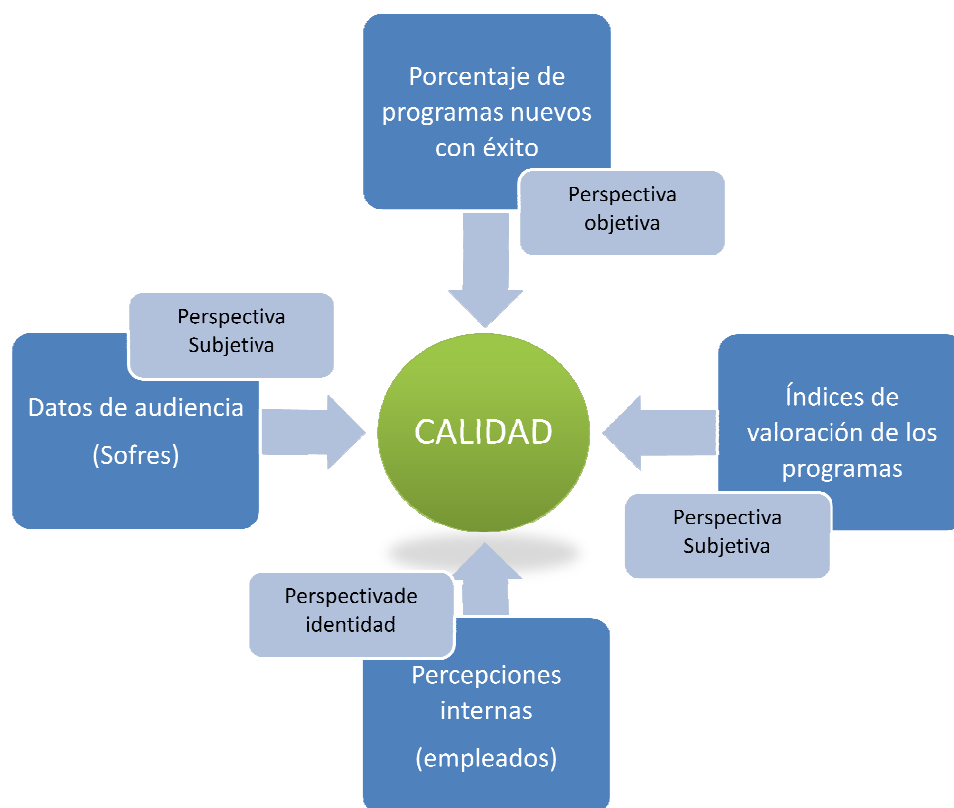 Porcentaje de
programas nuevos
con éxito
Perspectiva
objetiva
Perspectiva
Subjetiva
Datos de audiencia
(Sofres)
CALIDAD
Índices de
valoración de los
programas
Perspectiva
Subjetiva
Perspectivade
identidad
Percepciones
internas
(empleados)